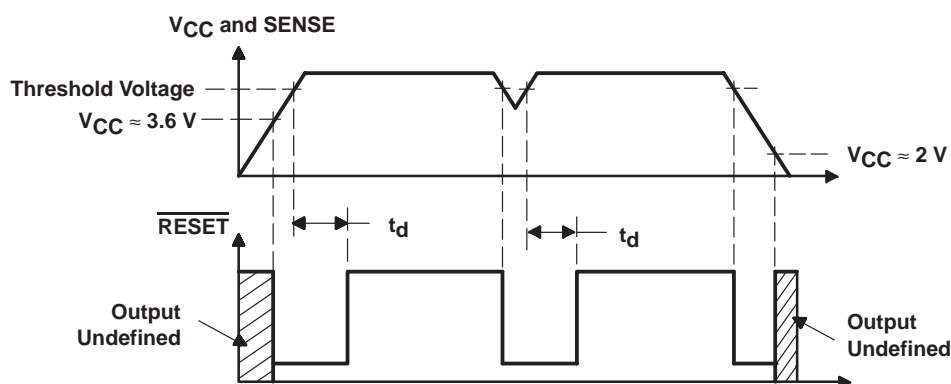 VCC and SENSE
Threshold Voltage
VCC ≈ 3.6 V
VCC ≈ 2 V
RESET
td
td
Output
Undefined
Output
Undefined